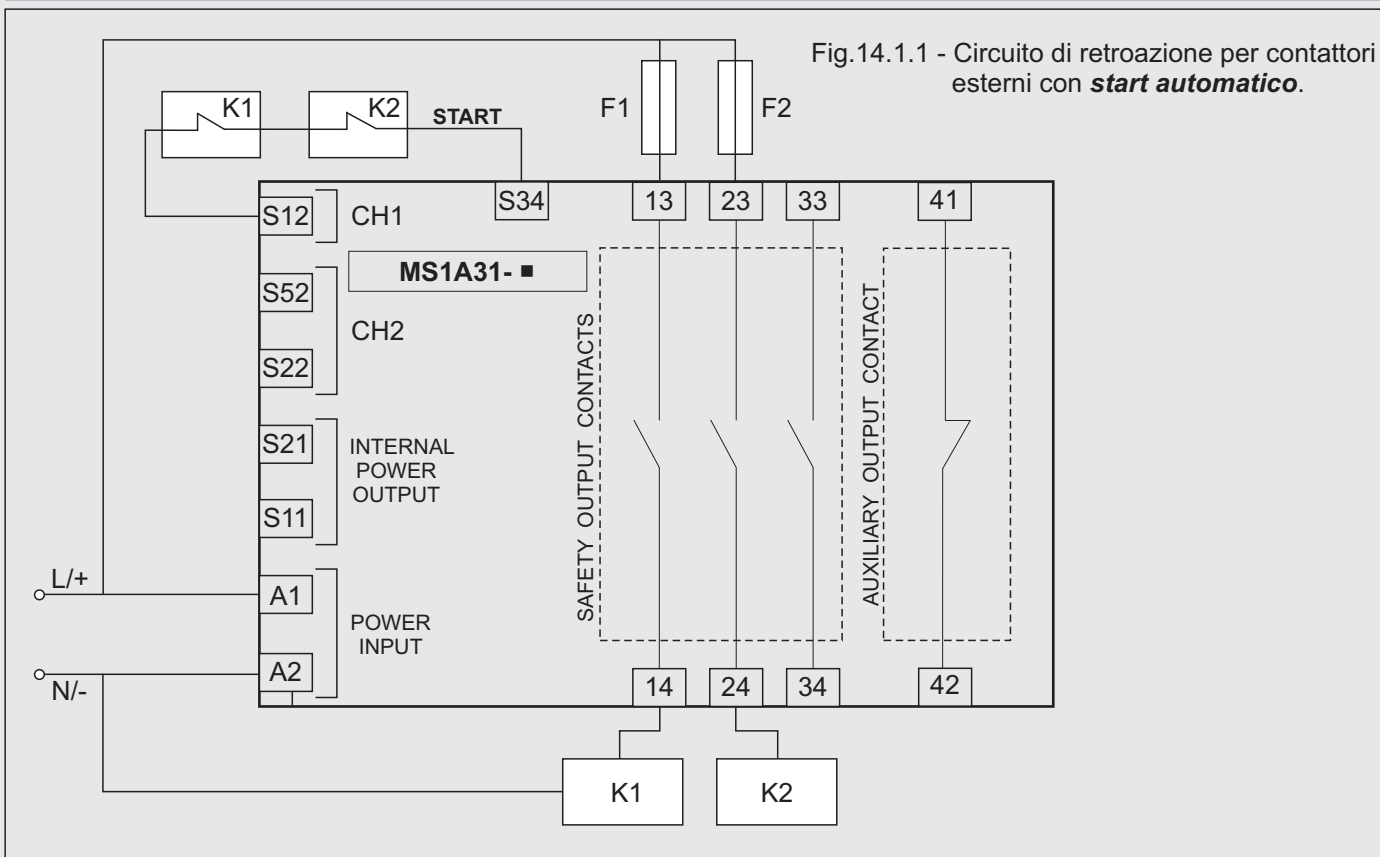 Fig.14.1.1 - Circuito di retroazione per contattori
esterni con start automatico.
K1
K2
START
F1
F2
S12
CH1
S34
13
23
33
41
MS1A31- ■
S52
CH2
S22
S21
INTERNAL
POWER
OUTPUT
S11
SAFETY OUTPUT CONTACTS
AUXILIARY OUTPUT CONTACT
L/+
A1
POWER
INPUT
A2
N/-
14
24
34
42
K1
K2